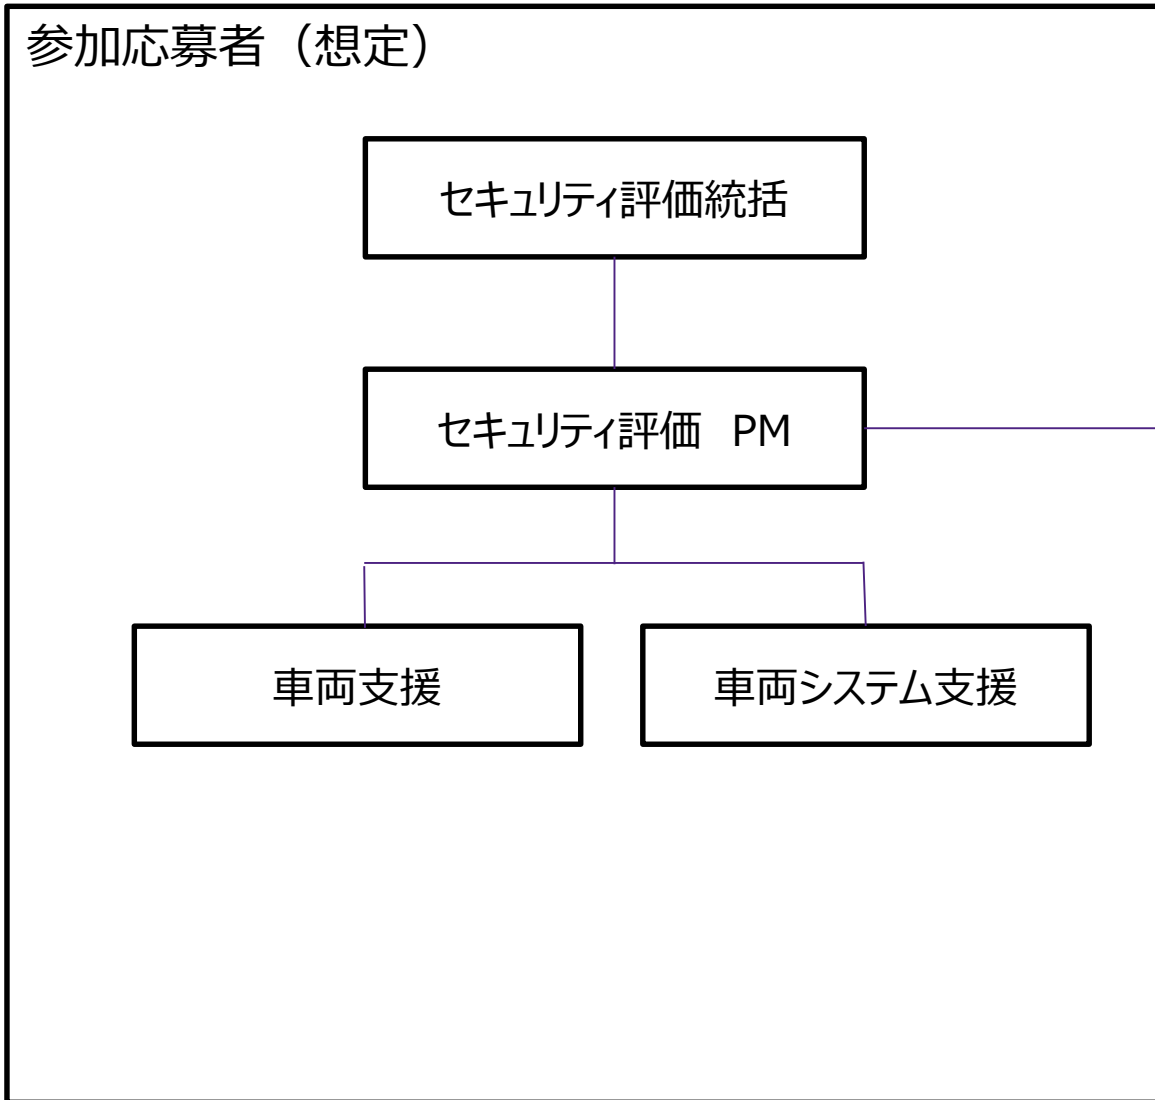 参加応募者（想定）
セキュリティ評価統括
セキュリティ評価　PM
車両支援
車両システム支援